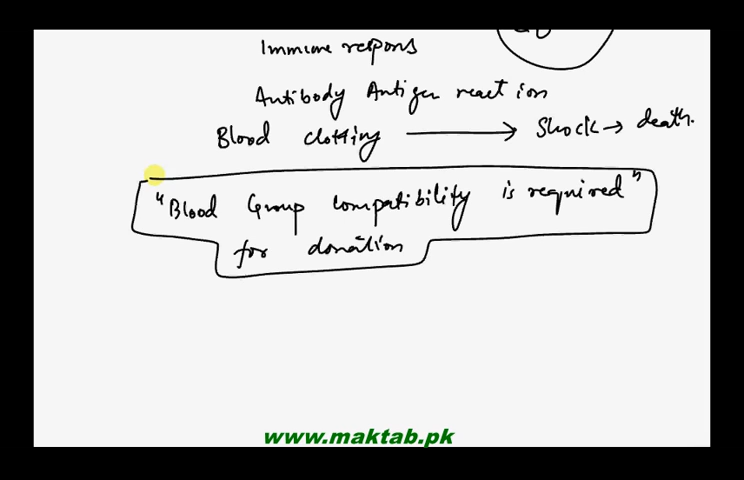 Immune respons
Antibody Antigen reaction
Blood clotting → Shock → death.
"Blood Group compatibility is required"
for donation
www.maktab.pk